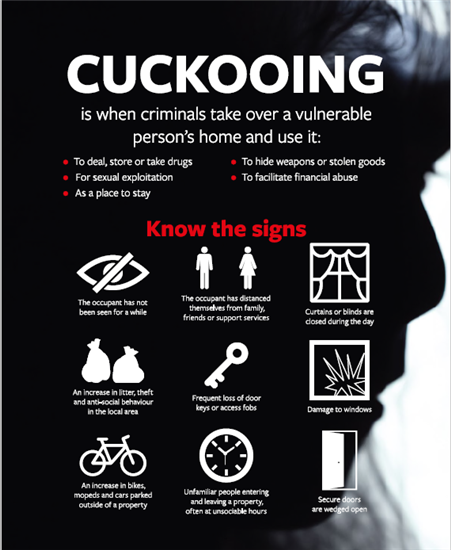 CUCKOOING
is when criminals take over a vulnerable
person's home and use it:
• To deal, store or take drugs
• For sexual exploitation
• As a place to stay
• To hide weapons or stolen goods
• To facilitate financial abuse
Know the signs
The occupant has not
been seen for a while
The occupant has distanced
themselves from family,
friends or support services
Curtains or blinds are
closed during the day
An increase in litter, theft
and anti-social behaviour
in the local area
Frequent loss of door
keys or access fobs
Damage to windows
An increase in bikes,
mopeds and cars parked
outside of a property
Unfamiliar people entering
and leaving a property,
often at unsociable hours
Secure doors
are wedged open